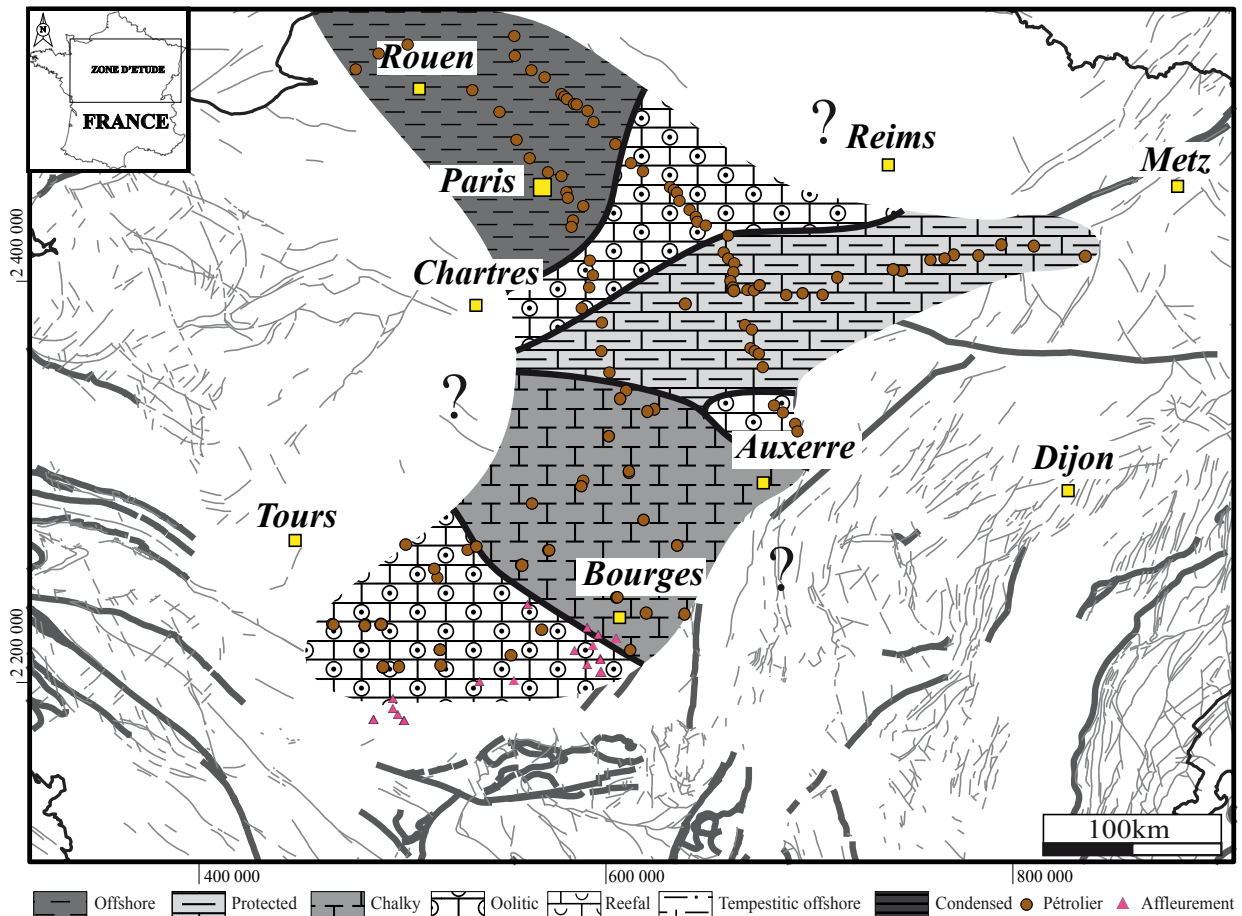 N
ZONE D'ETUDE
FRANCE
Rouen
?
Reims
Metz
Paris
2 400 000
Chartres
?
Auxerre
Dijon
Tours
?
Bourges
2 200 000
100km
400 000
600 000
800 000
Offshore
Protected
Chalky
Oolitic
Reefal
Tempestitic offshore
Condensed
Pétrolier
Affleurement